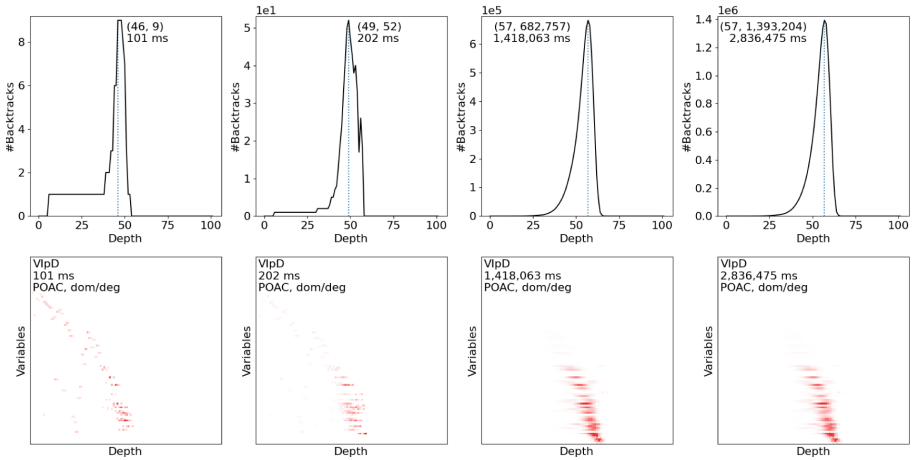 (46, 9)
101 ms
#Backtracks
8
6
4
2
0
0
25
50
75
100
Depth
1e1
(49, 52)
202 ms
#Backtracks
5
4
3
2
1
0
0
25
50
75
100
Depth
1e5
(57, 682,757)
1,418,063 ms
#Backtracks
7
6
5
4
3
2
1
0
0
25
50
75
100
Depth
1e6
(57, 1,393,204)
2,836,475 ms
#Backtracks
1.4
1.2
1.0
0.8
0.6
0.4
0.2
0.0
0
25
50
75
100
Depth
VIpD
101 ms
POAC, dom/deg
Variables
Depth
VIpD
202 ms
POAC, dom/deg
Variables
Depth
VIpD
1,418,063 ms
POAC, dom/deg
Variables
Depth
VIpD
2,836,475 ms
POAC, dom/deg
Variables
Depth